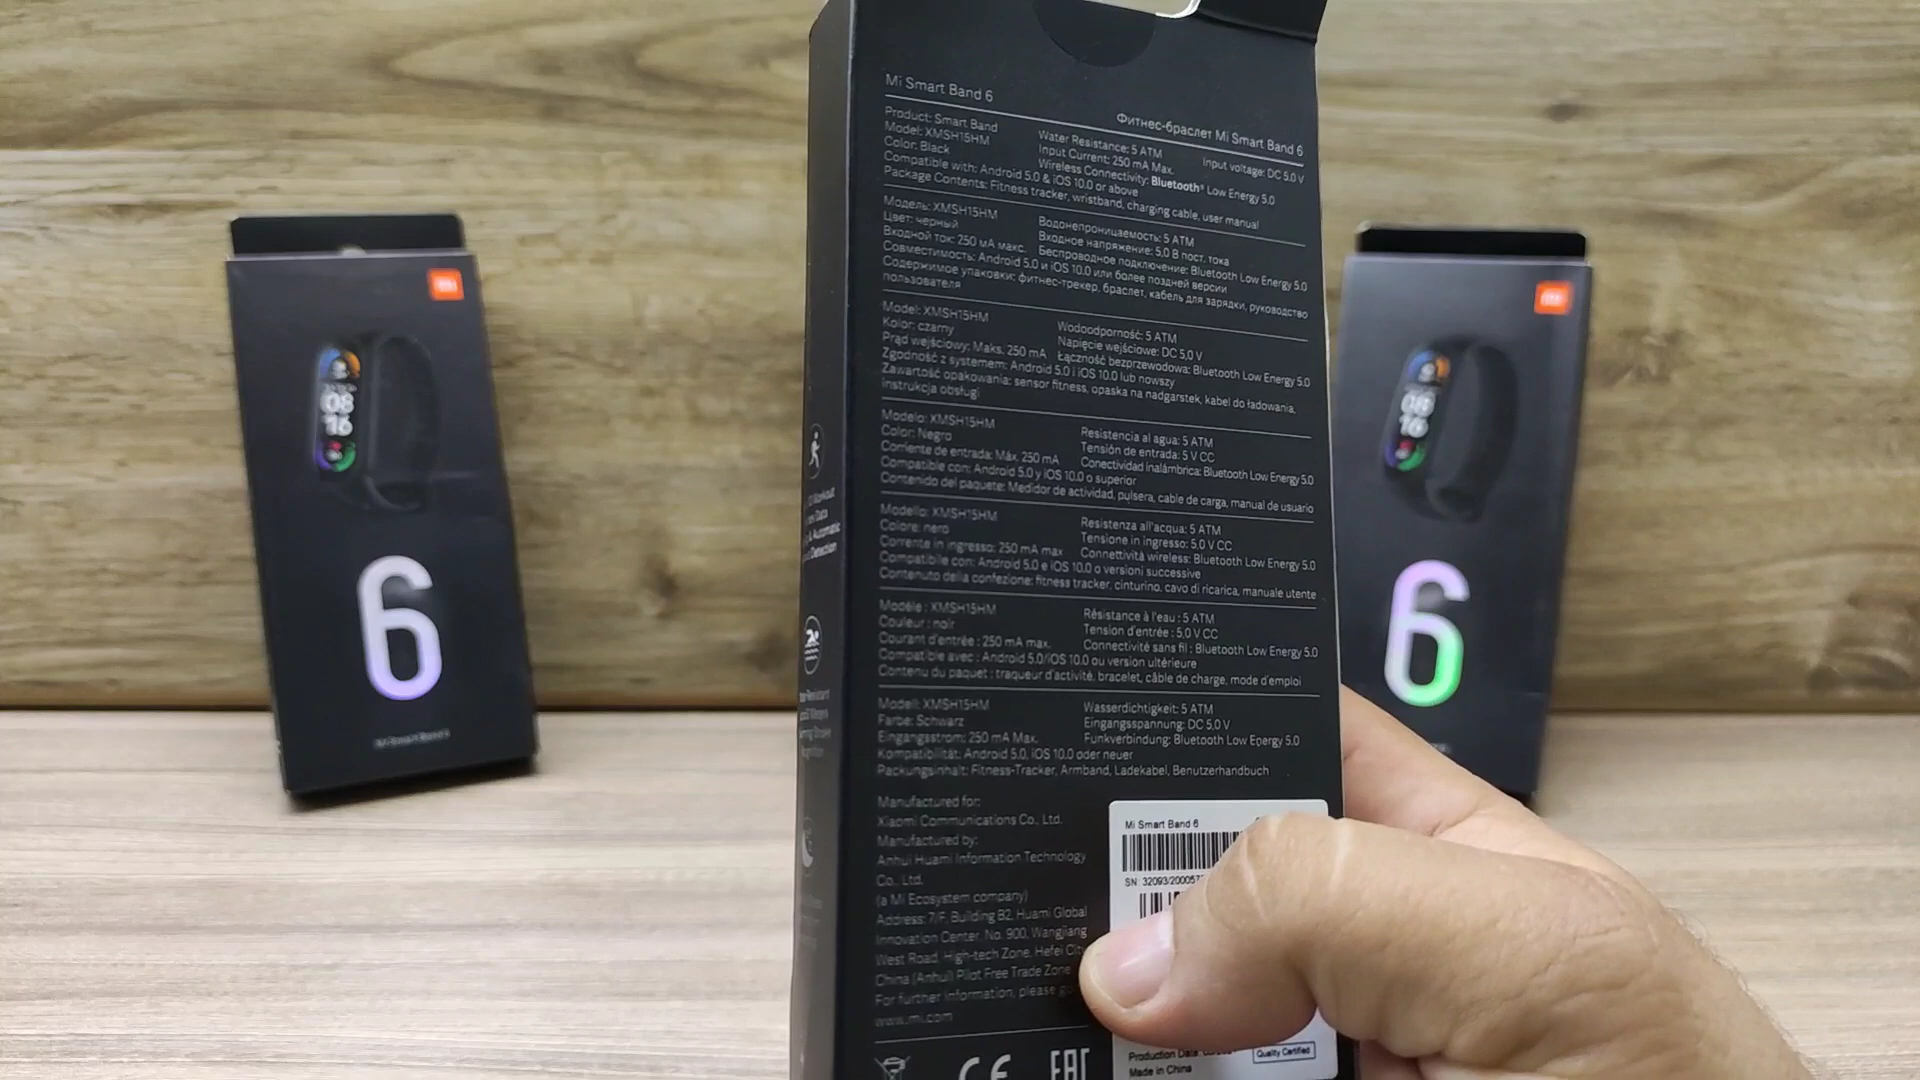 Mi Smart Band 6
Фитнес-браслет Mi Smart Band 6
Product: Smart Band
Model: XMSH15HM
Water Resistance: 5 ATM
Input voltage: DC 5.0 V
Color: Black
Input Current: 250 mA Max.
Wireless Connectivity: Bluetooth® Low Energy 5.0
Compatible with: Android 5.0 & iOS 10.0 or above
Package Contents: Fitness tracker, wristband, charging cable, user manual
Модель: XMSH15HM
Водонепроницаемость: 5 ATM
Цвет: черный
Входное напряжение: 5,0 В пост. тока
Входной ток: 250 мА макс.
Беспроводное подключение: Bluetooth Low Energy 5.0
Совместимость: Android 5.0 и iOS 10.0 или более поздней версии
Содержимое упаковки: фитнес-трекер, браслет, кабель для зарядки, руководство
пользователя
Model: XMSH15HM
Wodoodporność: 5 ATM
Kolor: czarny
Napięcie wejściowe: DC 5,0 V
Prąd wejściowy: Maks. 250 mA
Łączność bezprzewodowa: Bluetooth Low Energy 5.0
Zgodność z systemem: Android 5.0 i iOS 10.0 lub nowszy
Zawartość opakowania: sensor fitness, opaska na nadgarstek, kabel do ładowania,
instrukcja obsługi
Modelo: XMSH15HM
Resistencia al agua: 5 ATM
Color: Negro
Tensión de entrada: 5 V CC
Corriente de entrada: Máx. 250 mA
Conectividad inalámbrica: Bluetooth Low Energy 5.0
Compatible con: Android 5.0 y iOS 10.0 o superior
Contenido del paquete: Medidor de actividad, pulsera, cable de carga, manual de usuario
Modello: XMSH15HM
Resistenza all'acqua: 5 ATM
Colore: nero
Tensione in ingresso: 5,0 V CC
Corrente in ingresso: 250 mA max
Connettività wireless: Bluetooth Low Energy 5.0
Compatibile con: Android 5.0 e iOS 10.0 o versioni successive
Contenuto della confezione: fitness tracker, cinturino, cavo di ricarica, manuale utente
Modèle : XMSH15HM
Résistance à l'eau : 5 ATM
Couleur : noir
Tension d'entrée : 5,0 V CC
Courant d'entrée : 250 mA max.
Connectivité sans fil : Bluetooth Low Energy 5.0
Compatible avec : Android 5.0/iOS 10.0 ou version ultérieure
Contenu du paquet : traqueur d'activité, bracelet, câble de charge, mode d'emploi
Modell: XMSH15HM
Wasserdichtigkeit: 5 ATM
Farbe: Schwarz
Eingangsspannung: DC 5,0 V
Eingangsstrom: 250 mA Max.
Funkverbindung: Bluetooth Low Energy 5.0
Kompatibilität: Android 5.0, iOS 10.0 oder neuer
Packungsinhalt: Fitness-Tracker, Armband, Ladekabel, Benutzerhandbuch
Manufactured for:
Xiaomi Communications Co., Ltd.
Manufactured by:
Anhui Huami Information Technology
Co., Ltd.
(a Mi Ecosystem company)
Address: 7/F, Building B2, Huami Global
Innovation Center, No. 900, Wangjiang
West Road, High-tech Zone, Hefei City
China (Anhui) Pilot Free Trade Zone
For further information, please go
www.mi.com
CE EAC
Mi Smart Band 6
SN: 32093/200057
Production Date:
Quality Certified
Made in China
Workout
Data
& Automatic
Detection
mi
08
16
6
Mi Smart Band 6
mi
08
16
6